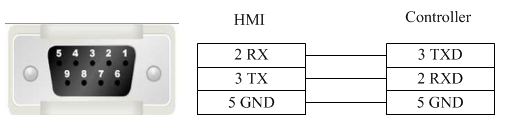 HMI Controller
5 4 3 2 1
9 8 7 6
2 RX 3 TXD
3 TX 2 RXD
5 GND 5 GND